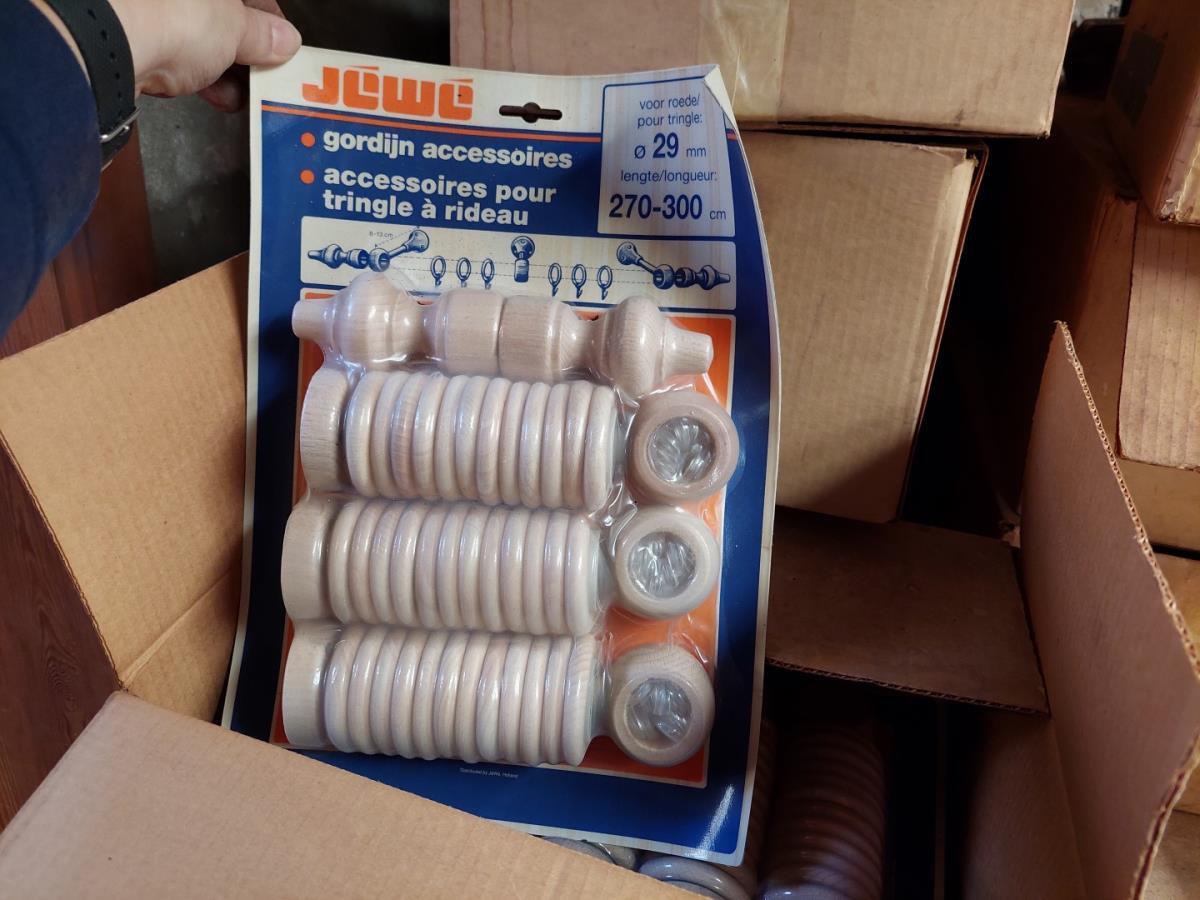 Jéwé
• gordijn accessoires
• accessoires pour
tringle à rideau
voor roede/
pour tringle:
ø 29 mm
lengte/longueur:
270-300 cm
8-13 cm